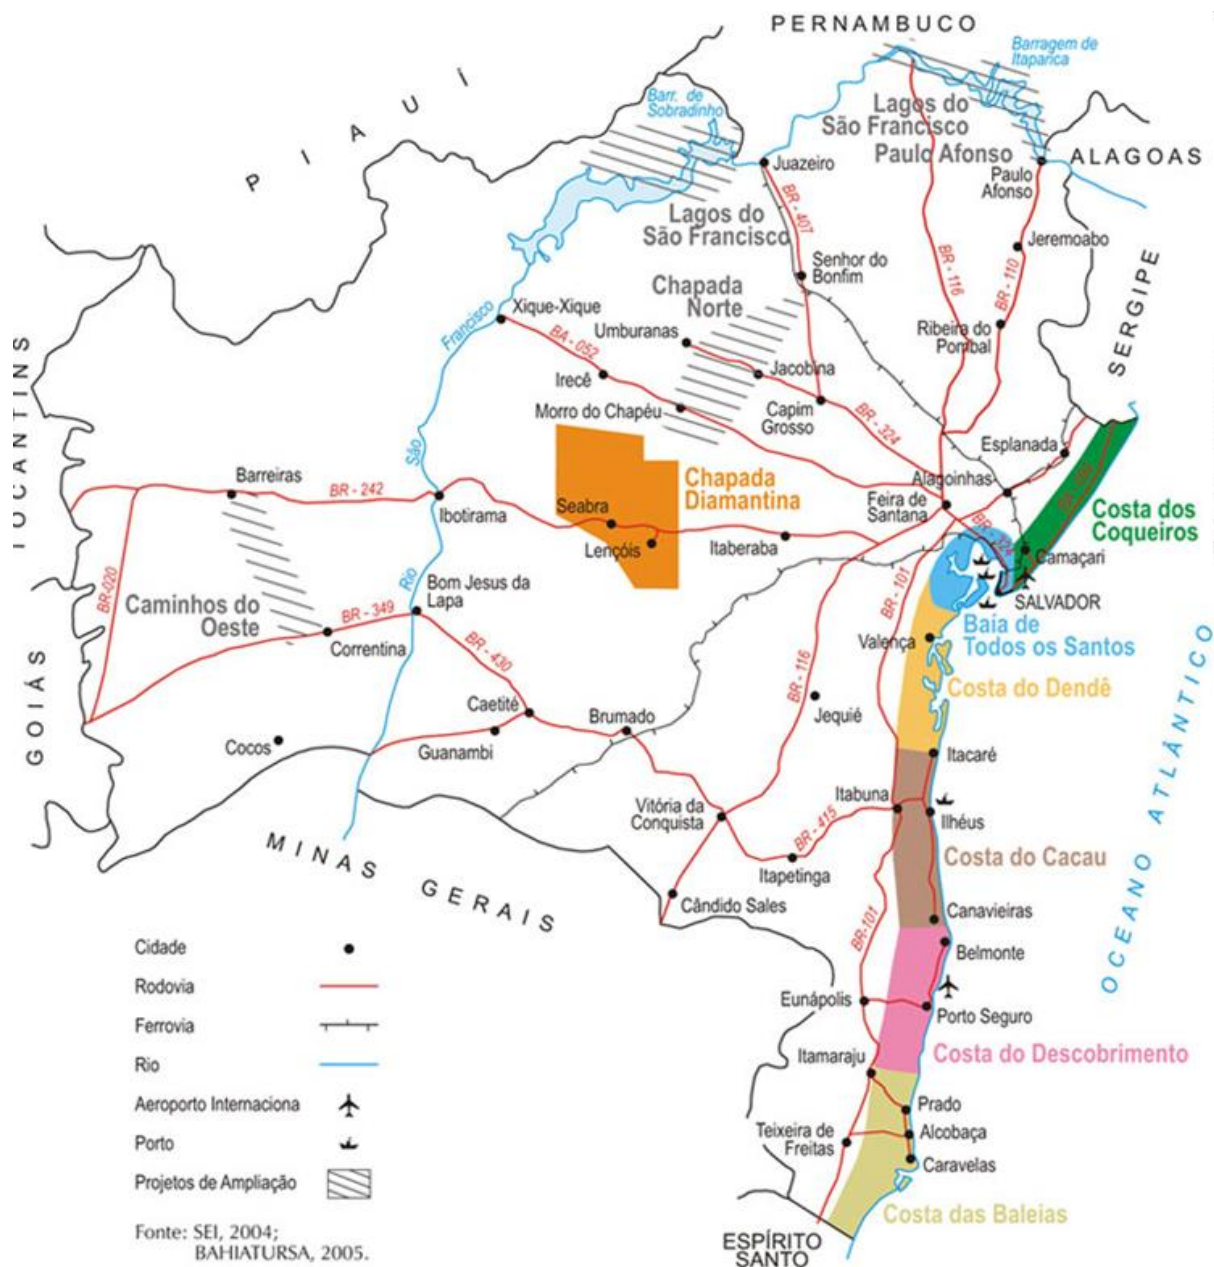 PERNAMBUCO
Barragem de
Itaparica
PIAUÍ
Barr. de
Sobradinho
Lagos do
São Francisco
Paulo Afonso
ALAGOAS
Juazeiro
Paulo
Afonso
BR - 407
Lagos do
São Francisco
Jeremoabo
Senhor do
Bonfim
BR - 116
BR - 110
SERGIPE
Chapada
Norte
Xique-Xique
Francisco
Umburanas
Ribeira do
Pombal
BA - 052
TOCANTINS
Irecê
Jacobina
Morro do Chapéu
Capim
Grosso
BR - 324
Esplanada
São
Barreiras
BR - 242
Ibotirama
Chapada
Diamantina
Alagoinhas
Feira de
Santana
Seabra
Lençóis
Itaberaba
BR - 324
Costa dos
Coqueiros
Camaçari
BR-020
Rio
Bom Jesus da
Lapa
BR - 101
SALVADOR
Caminhos do
Oeste
BR - 349
Correntina
Valença
Baía de
Todos os Santos
GOIÁS
BR - 430
BR - 116
Costa do Dendê
Caetité
Brumado
Jequié
Cocos
Guanambi
Itacaré
OCEANO ATLÂNTICO
Itabuna
Vitória da
Conquista
BR - 415
Ilhéus
MINAS GERAIS
Itapetinga
Costa do Cacau
Cândido Sales
Canavieiras
BR-101
Belmonte
Cidade
Rodovia
Eunápolis
Porto Seguro
Ferrovia
Itamaraju
Costa do Descobrimento
Rio
Aeroporto Internaciona
Prado
Porto
Teixeira de
Freitas
Alcobaça
Caravelas
Projetos de Ampliação
Costa das Baleias
Fonte: SEI, 2004;
BAHIATURSA, 2005.
ESPÍRITO
SANTO